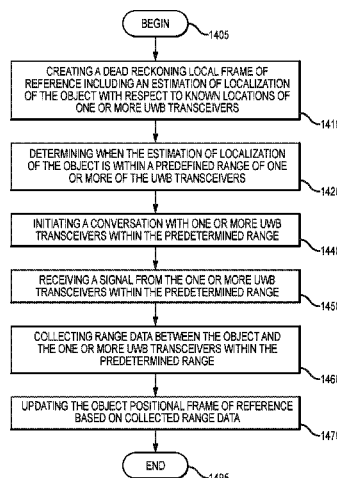 BEGIN
1405
CREATING A DEAD RECKONING LOCAL FRAME OF
REFERENCE INCLUDING AN ESTIMATION OF LOCALIZATION
OF THE OBJECT WITH RESPECT TO KNOWN LOCATIONS OF
ONE OR MORE UWB TRANSCEIVERS
DETERMINING WHEN THE ESTIMATION OF LOCALIZATION
OF THE OBJECT IS WITHIN A PREDEFINED RANGE OF ONE
OR MORE OF THE UWB TRANSCEIVERS
INITIATING A CONVERSATION WITH ONE OR MORE UWB
TRANSCEIVERS WITHIN THE PREDETERMINED RANGE
RECEIVING A SIGNAL FROM THE ONE OR MORE UWB
TRANSCEIVERS WITHIN THE PREDETERMINED RANGE
COLLECTING RANGE DATA BETWEEN THE OBJECT AND
THE ONE OR MORE UWB TRANSCEIVERS WITHIN THE
PREDETERMINED RANGE
UPDATING THE OBJECT POSITIONAL FRAME OF REFERENCE
BASED ON COLLECTED RANGE DATA
END